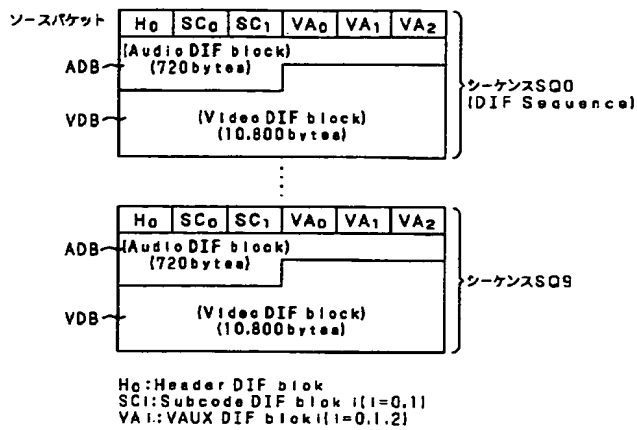 ソースパケット
H0 SC0 SC1 VA0 VA1 VA2
(Audio DIF block)
ADB
(720bytes)
シーケンスSQ0
(DIF Sequence)
VDB
(Video DIF block)
(10.800bytes)
H0 SC0 SC1 VA0 VA1 VA2
(Audio DIF block)
ADB
(720bytes)
シーケンスSQ9
VDB
(Video DIF block)
(10.800bytes)
H0:Header DIF blok
SCi:Subcode DIF blok i(i=0.1)
VAi.:VAUX DIF bloki(i=0.1.2)